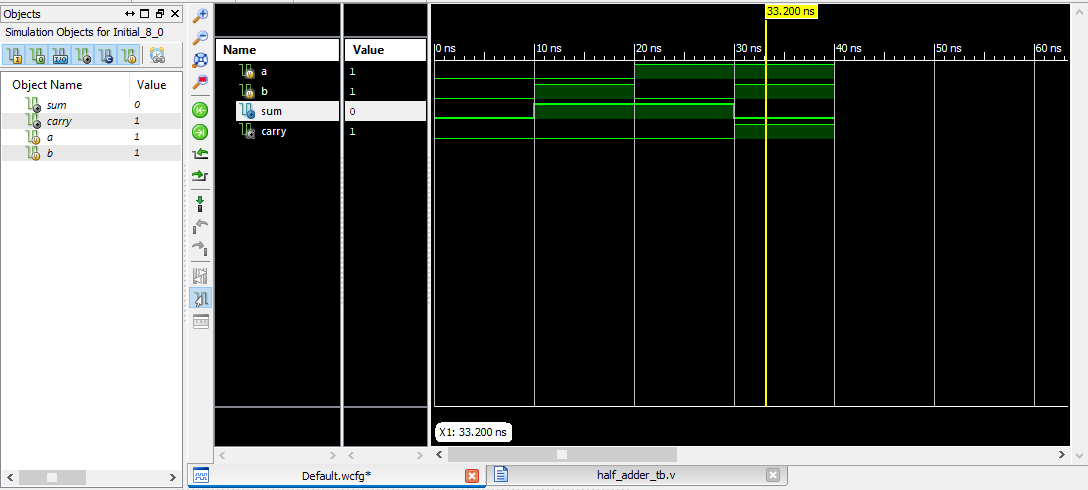 Objects
Simulation Objects for Initial_8_0
Object Name Value
sum 0
carry 1
a 1
b 1
Name Value
a 1
b 1
sum 0
carry 1
33.200 ns
0 ns 10 ns 20 ns 30 ns 40 ns 50 ns 60 ns
X1: 33.200 ns
Default.wcfg* half_adder_tb.v